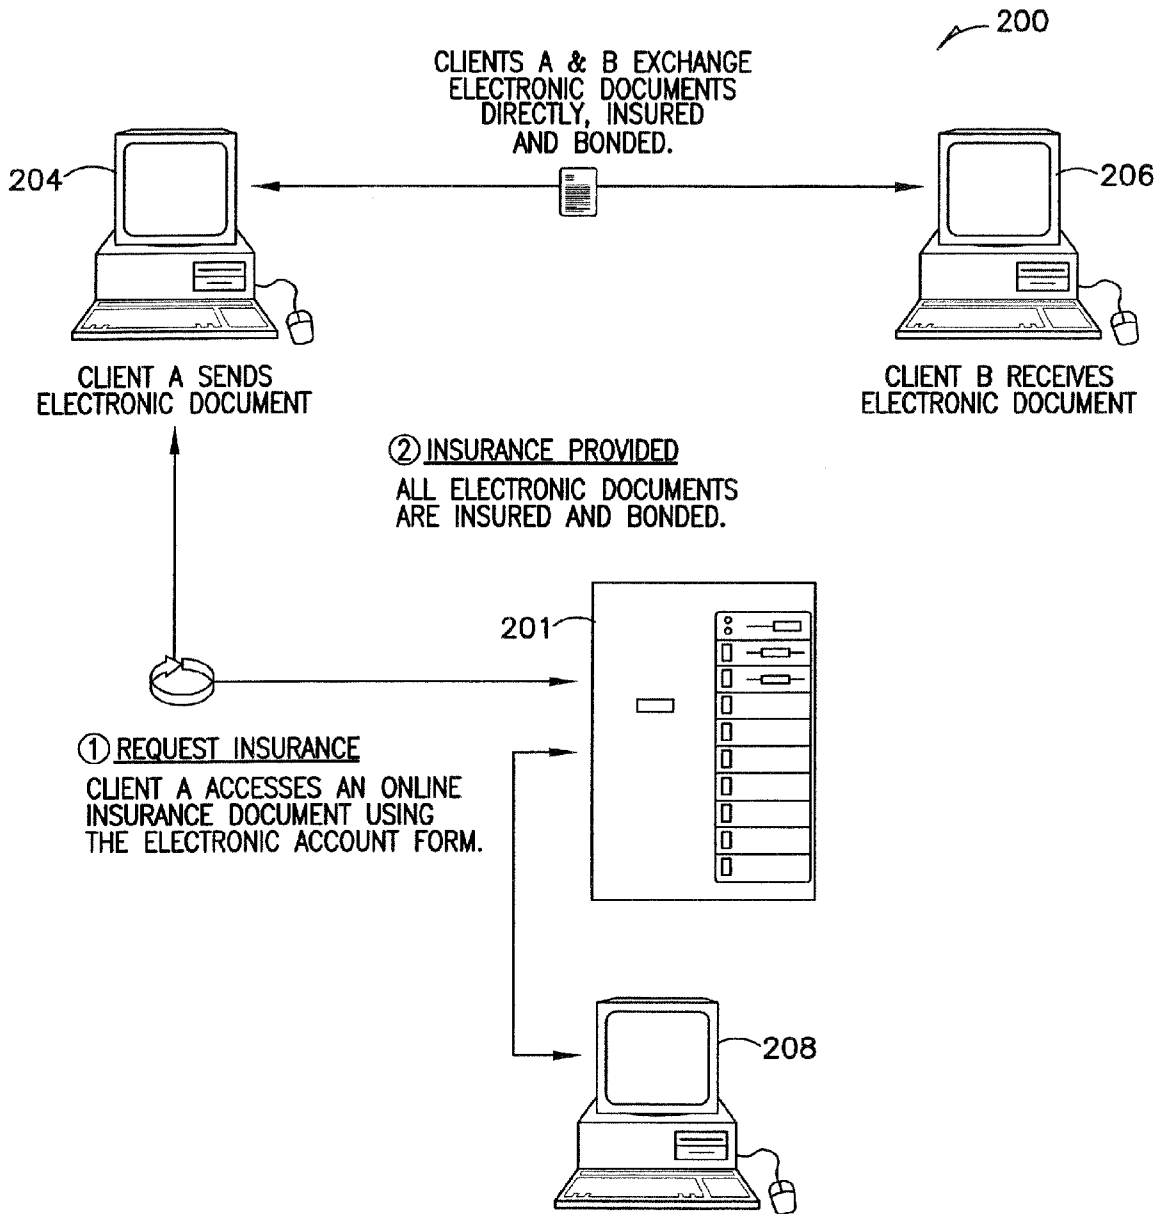 200
CLIENTS A & B EXCHANGE
ELECTRONIC DOCUMENTS
DIRECTLY, INSURED
AND BONDED.
204
206
CLIENT A SENDS
ELECTRONIC DOCUMENT
CLIENT B RECEIVES
ELECTRONIC DOCUMENT
② INSURANCE PROVIDED
ALL ELECTRONIC DOCUMENTS
ARE INSURED AND BONDED.
201
① REQUEST INSURANCE
CLIENT A ACCESSES AN ONLINE
INSURANCE DOCUMENT USING
THE ELECTRONIC ACCOUNT FORM.
208